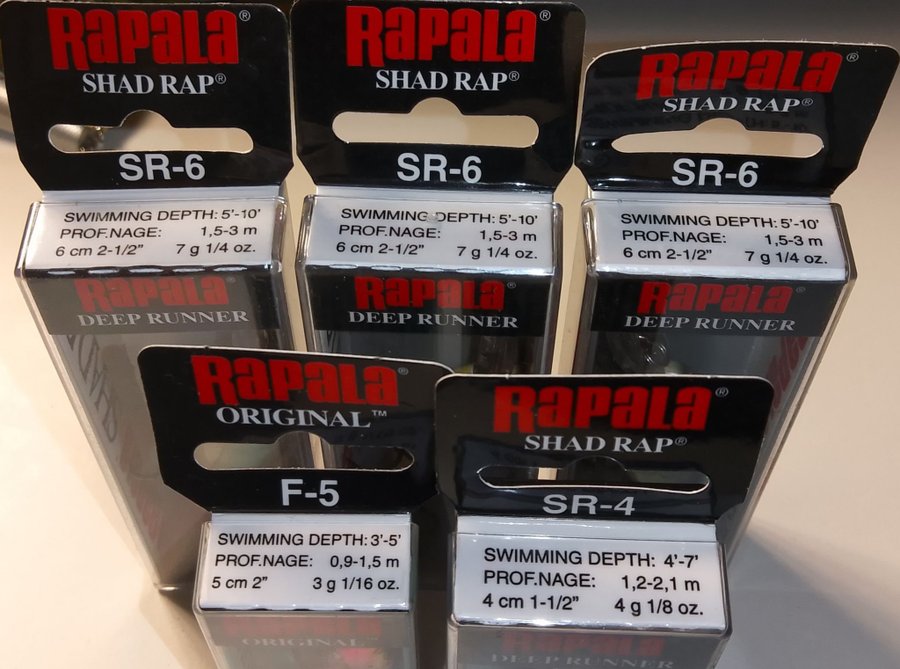 RAPALA®
SHAD RAP®
SR-6
SWIMMING DEPTH: 5'-10'
PROF.NAGE: 1,5-3 m
6 cm 2-1/2" 7 g 1/4 oz.
RAPALA®
DEEP RUNNER
RAPALA®
SHAD RAP®
SR-6
SWIMMING DEPTH: 5'-10'
PROF.NAGE: 1,5-3 m
6 cm 2-1/2" 7 g 1/4 oz.
RAPALA®
DEEP RUNNER
RAPALA®
SHAD RAP®
SR-6
SWIMMING DEPTH: 5'-10'
PROF.NAGE: 1,5-3 m
6 cm 2-1/2" 7 g 1/4 oz.
RAPALA®
DEEP RUNNER
RAPALA®
ORIGINAL™
F-5
SWIMMING DEPTH: 3'-5'
PROF.NAGE: 0,9-1,5 m
5 cm 2" 3 g 1/16 oz.
RAPALA
ORIGINAL™
RAPALA®
SHAD RAP®
SR-4
SWIMMING DEPTH: 4'-7'
PROF.NAGE: 1,2-2,1 m
4 cm 1-1/2" 4 g 1/8 oz.
DEEP RUNNER